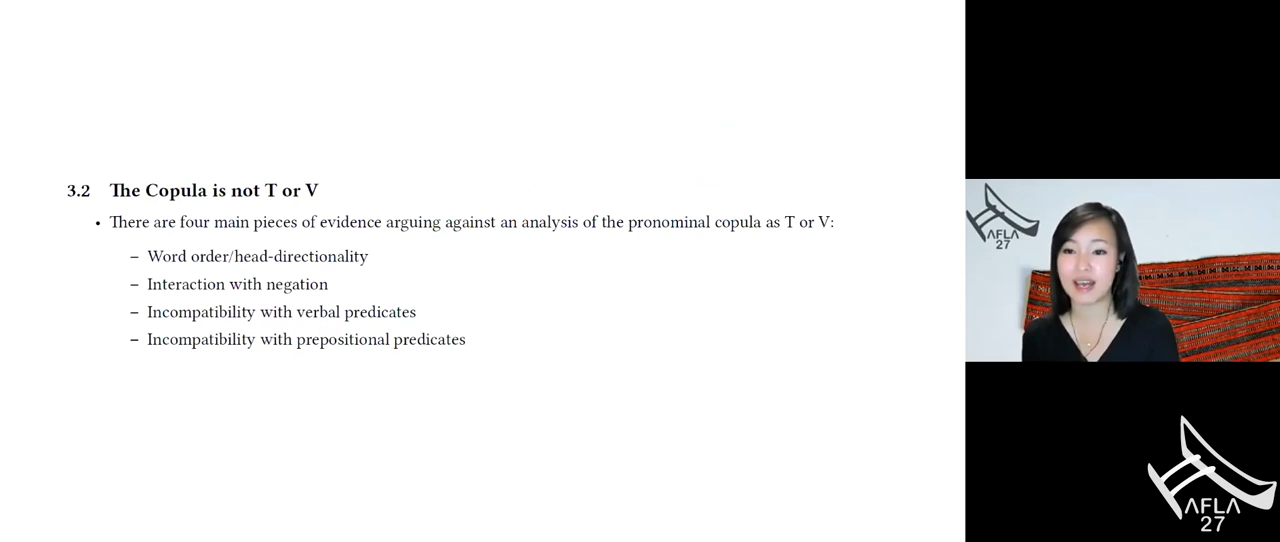 3.2 The Copula is not T or V
• There are four main pieces of evidence arguing against an analysis of the pronominal copula as T or V:
– Word order/head-directionality
– Interaction with negation
– Incompatibility with verbal predicates
– Incompatibility with prepositional predicates
AFLA
27
AFLA
27